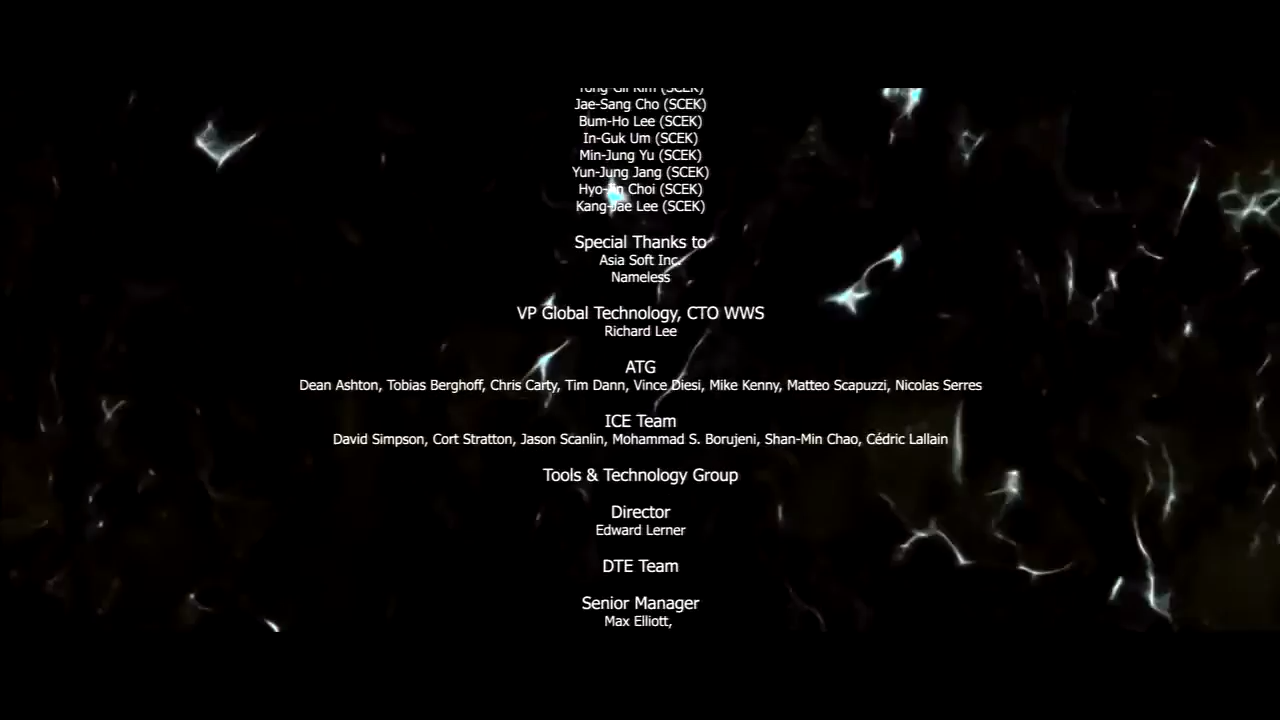 Jae-Sang Cho (SCEK)
Bum-Ho Lee (SCEK)
In-Guk Um (SCEK)
Min-Jung Yu (SCEK)
Yun-Jung Jang (SCEK)
Hyo-Jin Choi (SCEK)
Kang-Jae Lee (SCEK)
Special Thanks to
Asia Soft Inc.
Nameless
VP Global Technology, CTO WWS
Richard Lee
ATG
Dean Ashton, Tobias Berghoff, Chris Carty, Tim Dann, Vince Diesi, Mike Kenny, Matteo Scapuzzi, Nicolas Serres
ICE Team
David Simpson, Cort Stratton, Jason Scanlin, Mohammad S. Borujeni, Shan-Min Chao, Cédric Lallain
Tools & Technology Group
Director
Edward Lerner
DTE Team
Senior Manager
Max Elliott,